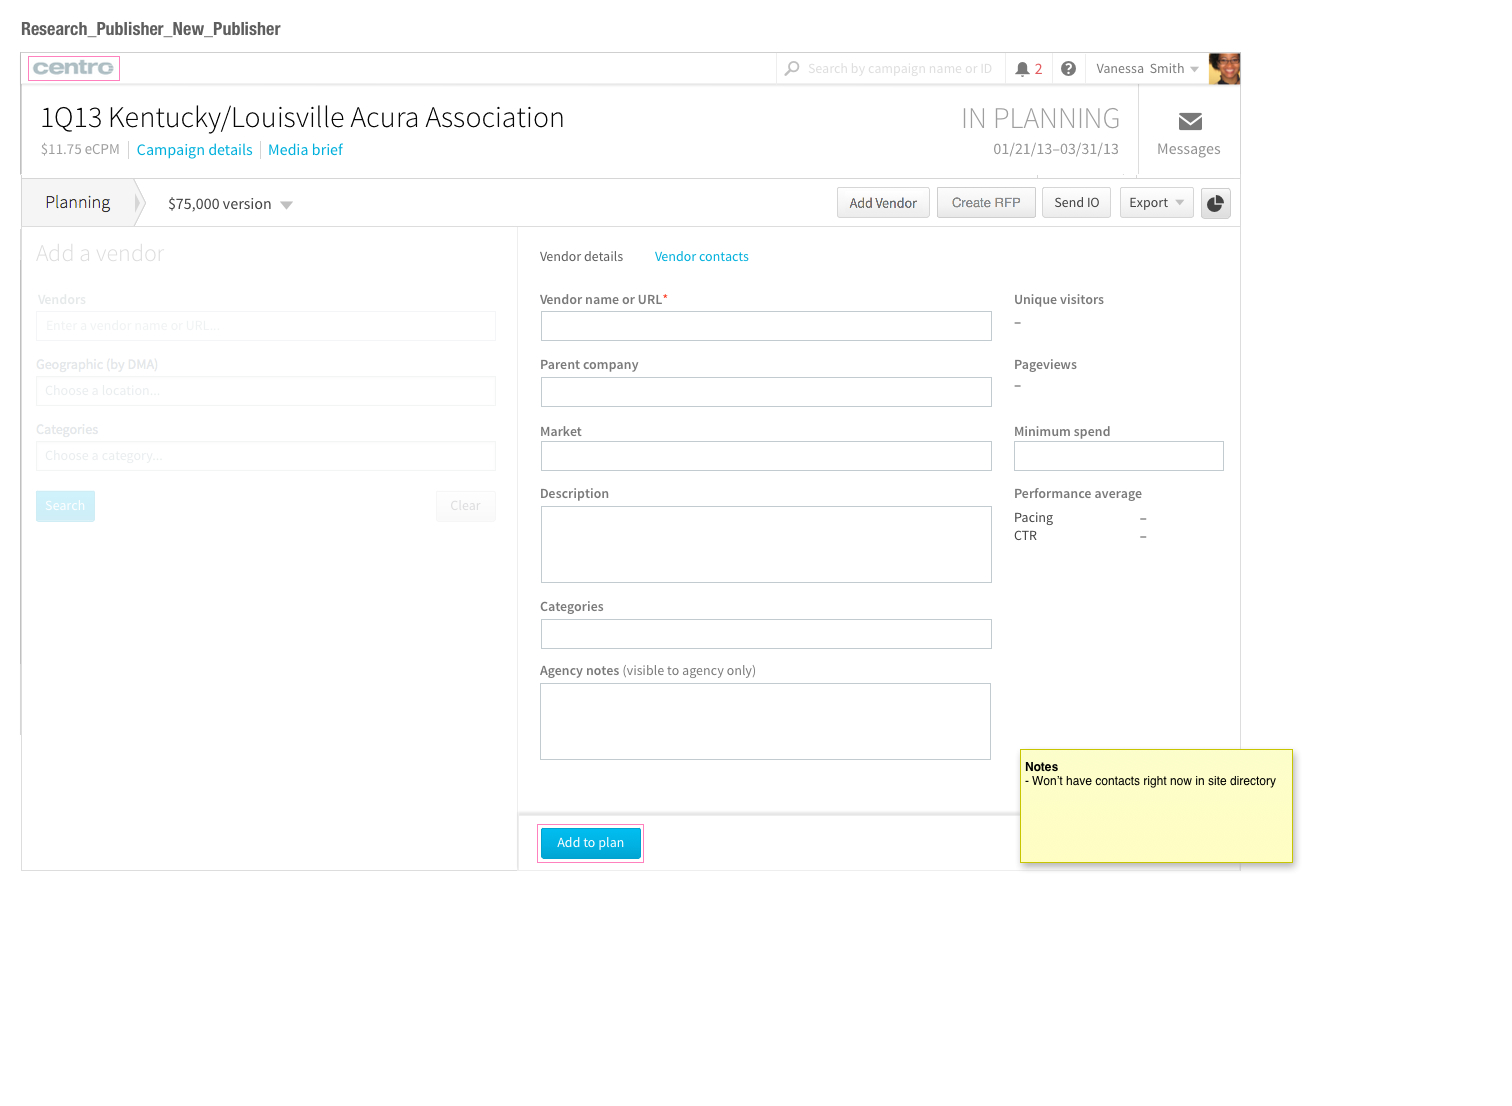 Research_Publisher_New_Publisher
centro
Search by campaign name or ID
2
Vanessa Smith
1Q13 Kentucky/Louisville Acura Association
IN PLANNING
$11.75 eCPM
Campaign details
Media brief
01/21/13–03/31/13
Messages
Planning
$75,000 version
Add Vendor
Create RFP
Send IO
Export
Add a vendor
Vendors
Enter a vendor name or URL...
Geographic (by DMA)
Choose a location...
Categories
Choose a category...
Search
Clear
Vendor details
Vendor contacts
Vendor name or URL*
Parent company
Market
Description
Categories
Agency notes (visible to agency only)
Unique visitors
–
Pageviews
–
Minimum spend
Performance average
Pacing –
CTR –
Add to plan
Notes
- Won't have contacts right now in site directory